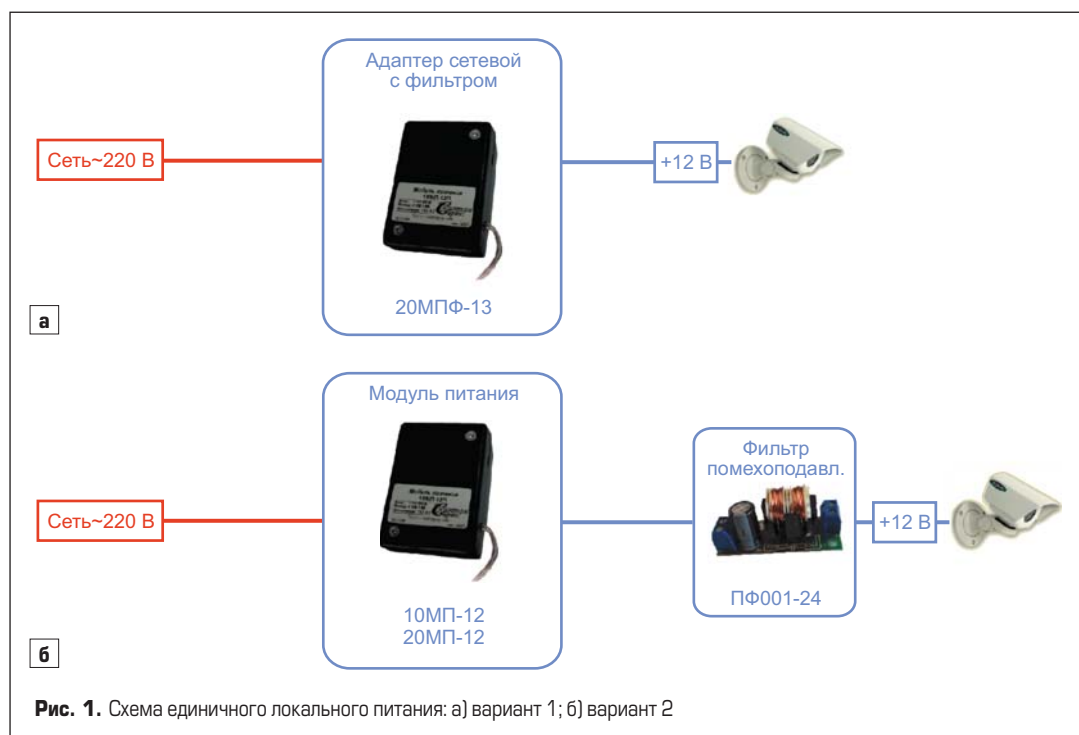 Адаптер сетевой
с фильтром
Сеть~220 В
+12 В
20МПФ-13
а
Модуль питания
Фильтр
помехоподавл.
Сеть~220 В
+12 В
ПФ001-24
10МП-12
20МП-12
б
Рис. 1. Схема единичного локального питания: а) вариант 1; б) вариант 2